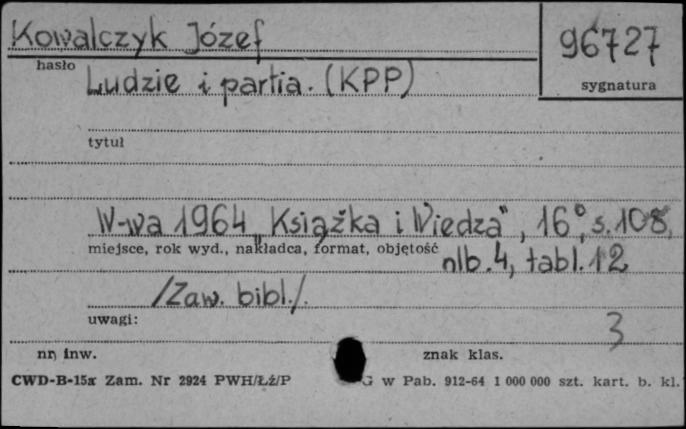 Kowalczyk Józef
96727
hasło
sygnatura
Ludzie i partia. (KPP)
tytuł
W-wa 1964 „Książka i Wiedza", 16°, s. 108,
miejsce, rok wyd., nakładca, format, objętość
nlb. 4, tabl. 12
/Zaw. bibl./.
uwagi:
3
nr inw.
znak klas.
CWD-B-15x Zam. Nr 2924 PWH/Łź/P
G w Pab. 912-64 1 000 000 szt. kart. b. kl.